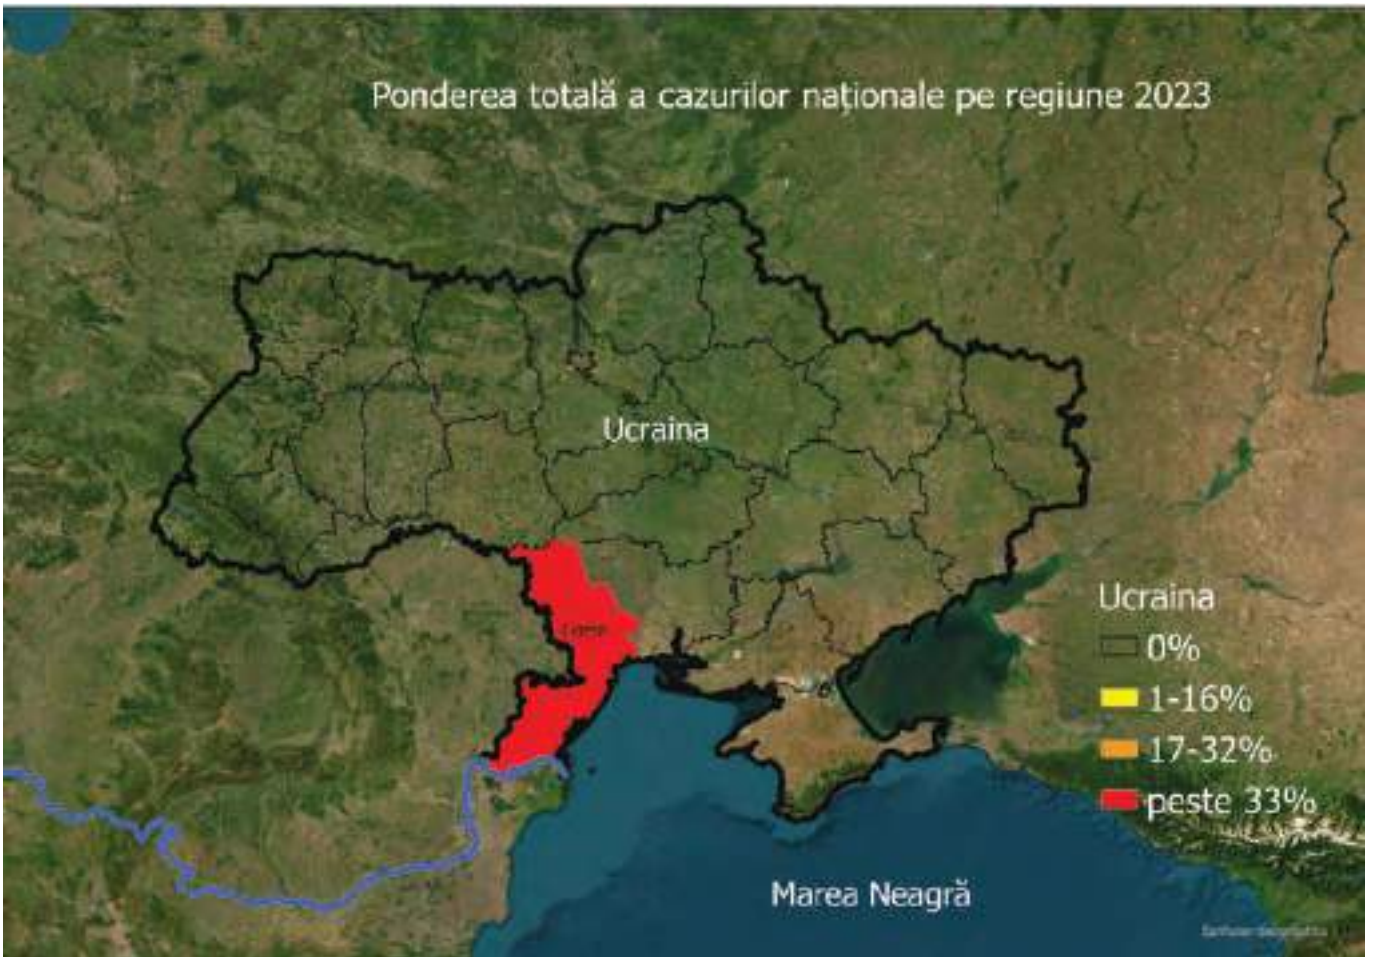 Ponderea totală a cazurilor naționale pe regiune 2023
Ucraina
Ucraina
0%
1-16%
17-32%
peste 33%
Marea Neagră